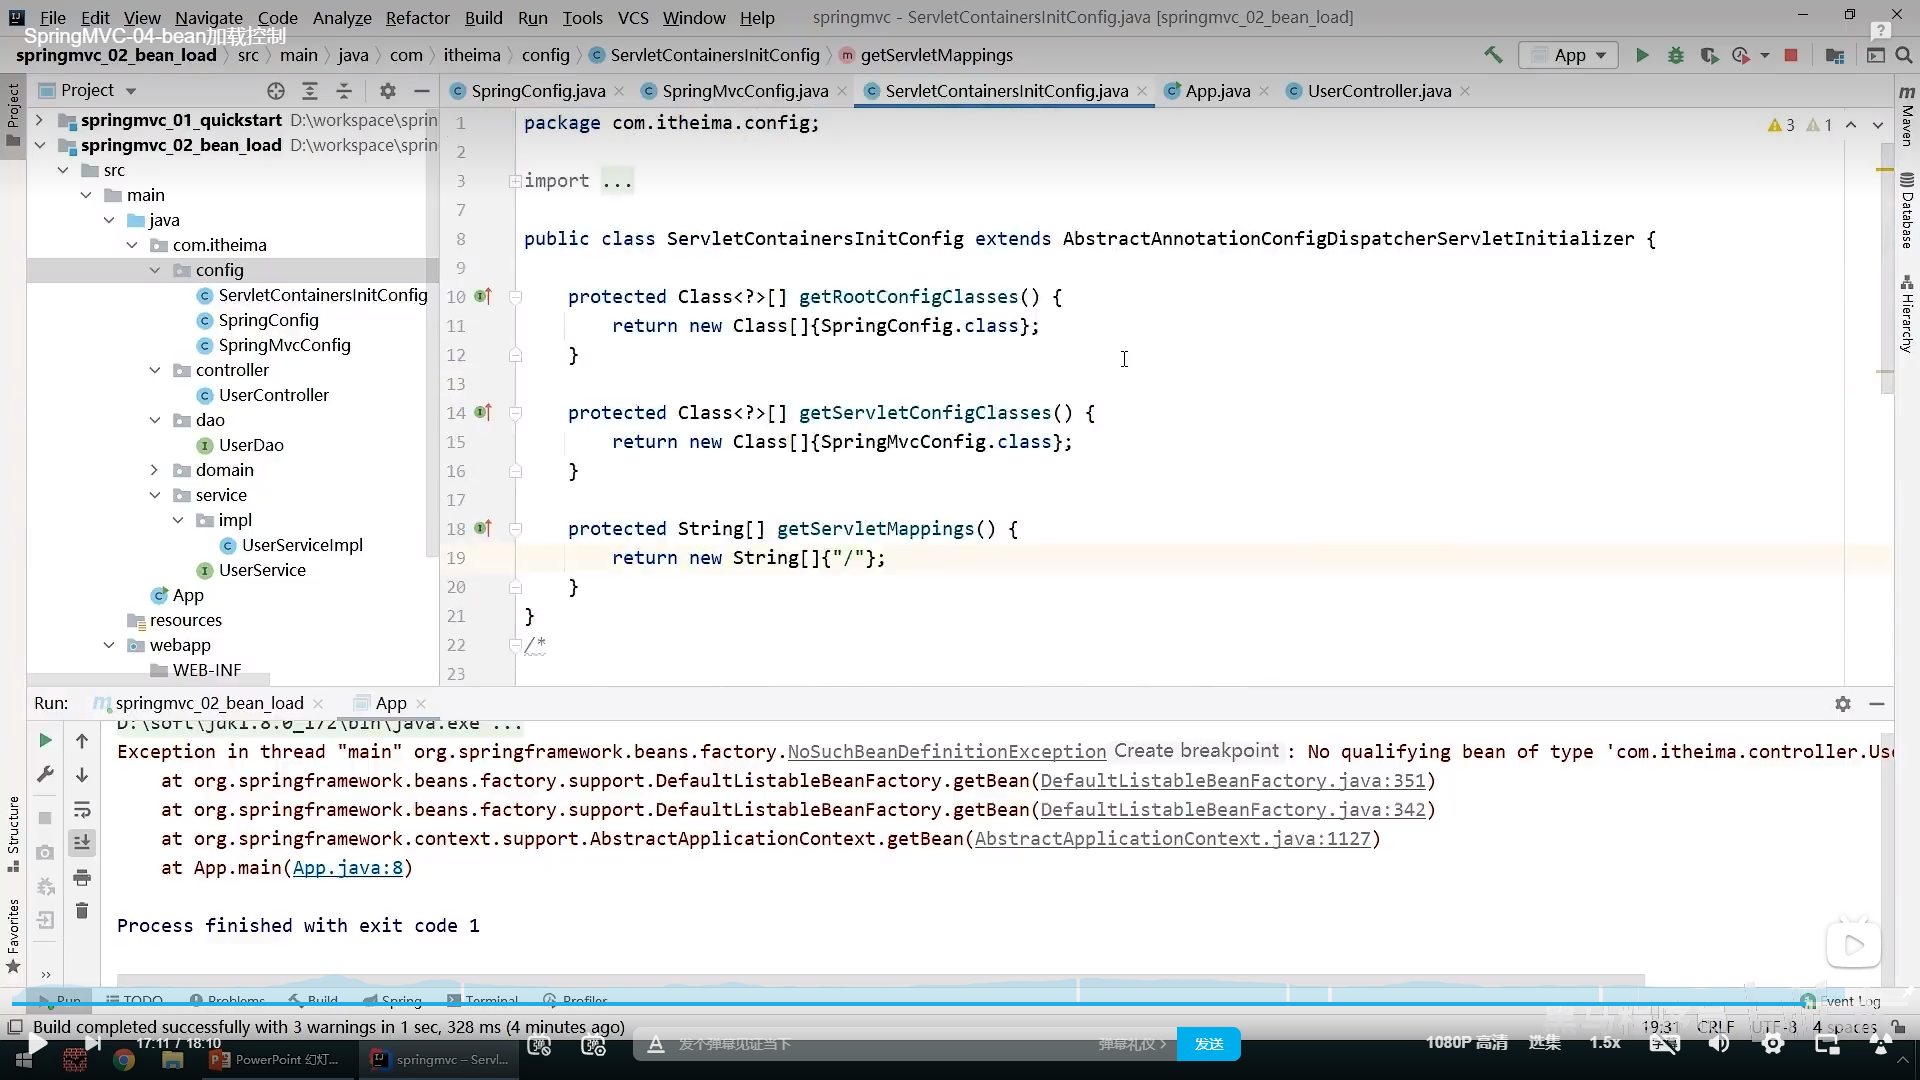 File Edit View Navigate Code Analyze Refactor Build Run Tools VCS Window Help springmvc - ServletContainersInitConfig.java [springmvc_02_bean_load]
SpringMVC-04-bean加载控制
springmvc_02_bean_load src main java com itheima config ServletContainersInitConfig getServletMappings App
Project
SpringConfig.java SpringMvcConfig.java ServletContainersInitConfig.java App.java UserController.java
springmvc_01_quickstart D:\workspace\sprin
springmvc_02_bean_load D:\workspace\sprin
src
main
java
com.itheima
config
ServletContainersInitConfig
SpringConfig
SpringMvcConfig
controller
UserController
dao
UserDao
domain
service
impl
UserServiceImpl
UserService
App
resources
webapp
WEB-INF
1 package com.itheima.config;
2
3 import ...
7
8 public class ServletContainersInitConfig extends AbstractAnnotationConfigDispatcherServletInitializer {
9
10 protected Class<?>[] getRootConfigClasses() {
11 return new Class[]{SpringConfig.class};
12 }
13
14 protected Class<?>[] getServletConfigClasses() {
15 return new Class[]{SpringMvcConfig.class};
16 }
17
18 protected String[] getServletMappings() {
19 return new String[]{"/"};
20 }
21 }
22 /*
23
3 1
Project
Structure
Favorites
Maven
Database
Hierarchy
Run: springmvc_02_bean_load App
D:\soft\jdk1.8.0_172\bin\java.exe ...
Exception in thread "main" org.springframework.beans.factory.NoSuchBeanDefinitionException Create breakpoint : No qualifying bean of type 'com.itheima.controller.Use
at org.springframework.beans.factory.support.DefaultListableBeanFactory.getBean(DefaultListableBeanFactory.java:351)
at org.springframework.beans.factory.support.DefaultListableBeanFactory.getBean(DefaultListableBeanFactory.java:342)
at org.springframework.context.support.AbstractApplicationContext.getBean(AbstractApplicationContext.java:1127)
at App.main(App.java:8)
Process finished with exit code 1
Run TODO Problems Build Spring Terminal Profiler Event Log
Build completed successfully with 3 warnings in 1 sec, 328 ms (4 minutes ago) 19:31 CRLF UTF-8 4 spaces
17:11 / 18:10 PowerPoint 幻灯... springmvc – Servl... 发个弹幕见证当下 弹幕礼仪 > 发送 1080P 高清 选集 1.5x